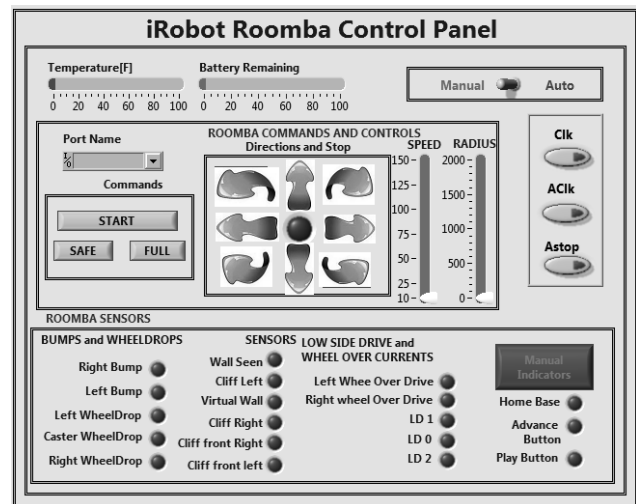 iRobot Roomba Control Panel
Temperature[F]
0 20 40 60 80 100
Battery Remaining
0 20 40 60 80 100
Manual Auto
ROOMBA COMMANDS AND CONTROLS
Port Name
I/0
Commands
START
SAFE FULL
Directions and Stop
SPEED
150
125
100
75
50
25
10
RADIUS
2000
1500
1000
500
0
Clk
AClk
Astop
ROOMBA SENSORS
BUMPS and WHEELDROPS
Right Bump
Left Bump
Left WheelDrop
Caster WheelDrop
Right WheelDrop
SENSORS
Wall Seen
Cliff Left
Virtual Wall
Cliff Right
Cliff front Right
Cliff front left
LOW SIDE DRIVE and
WHEEL OVER CURRENTS
Left Whee Over Drive
Right wheel Over Drive
LD 1
LD 0
LD 2
Manual
Indicators
Home Base
Advance
Button
Play Button